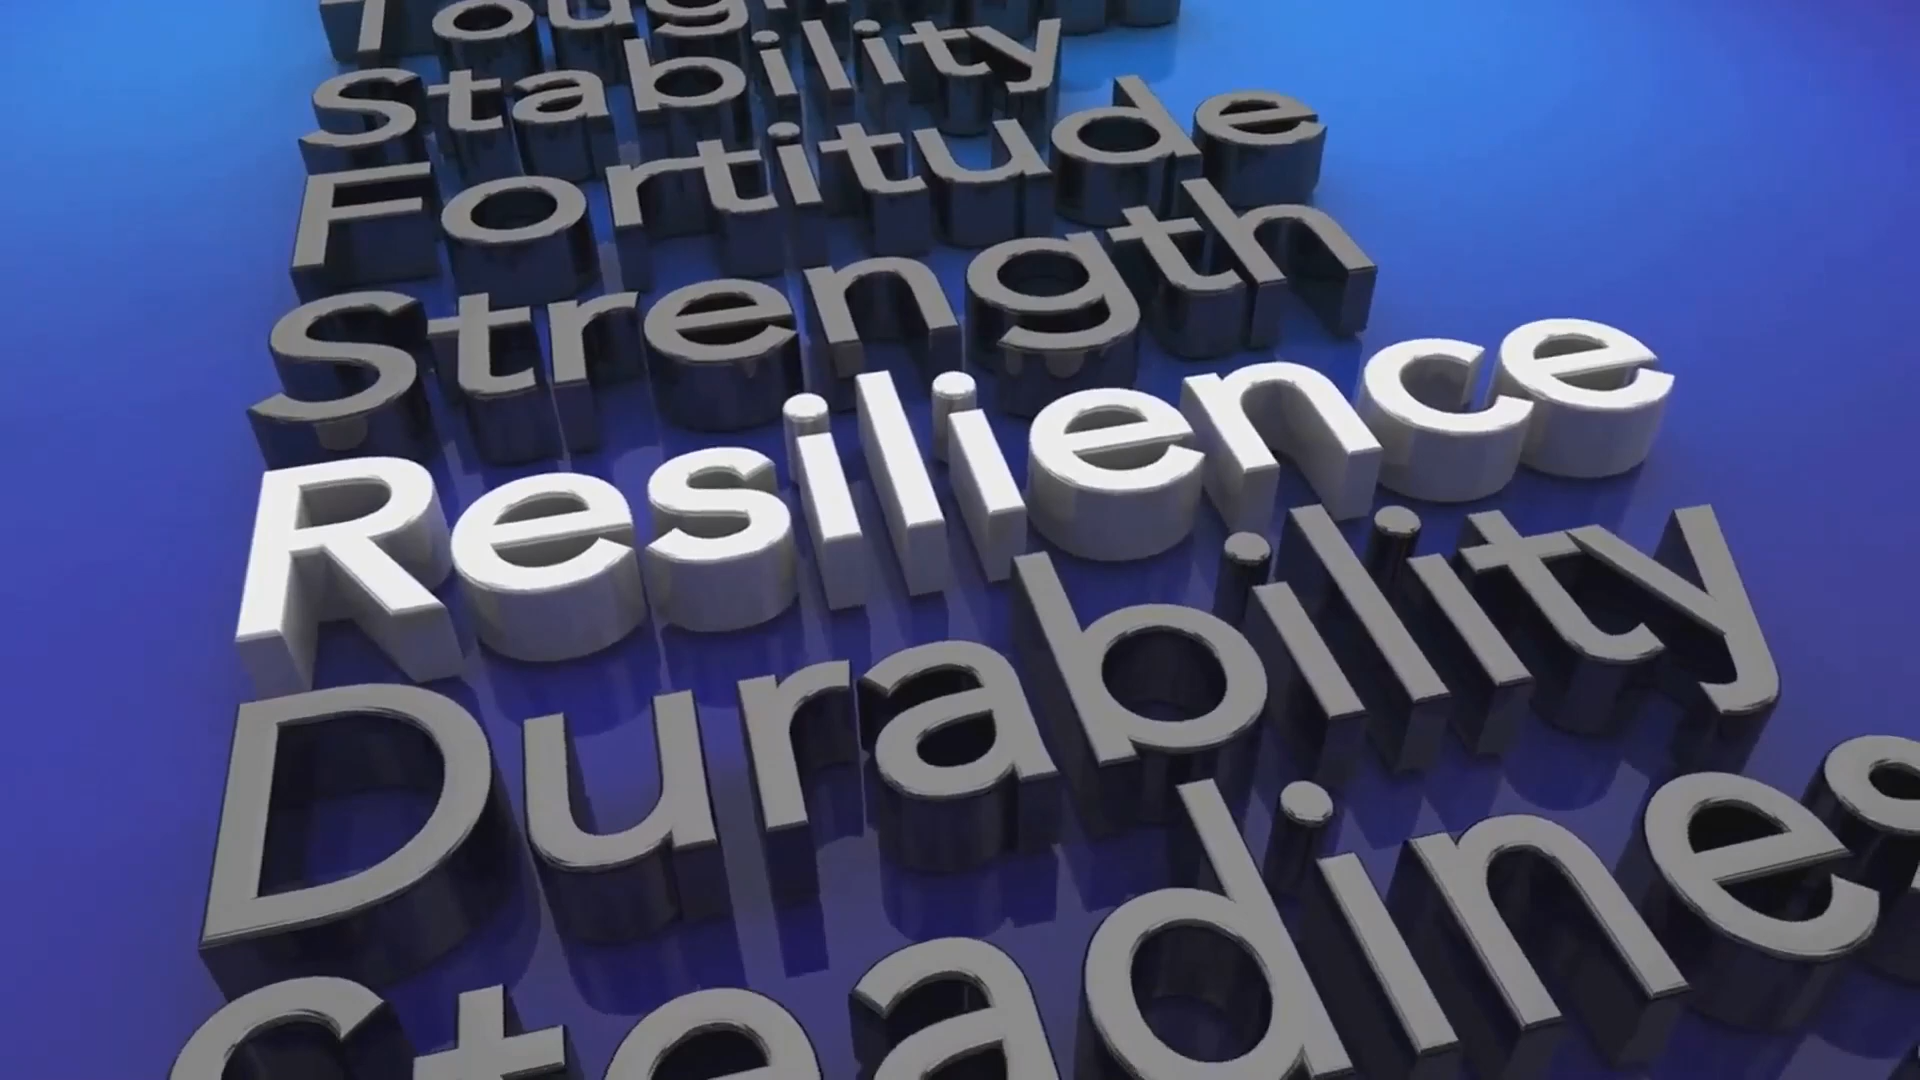 Stability
Fortitude
Strength
Resilience
Durability